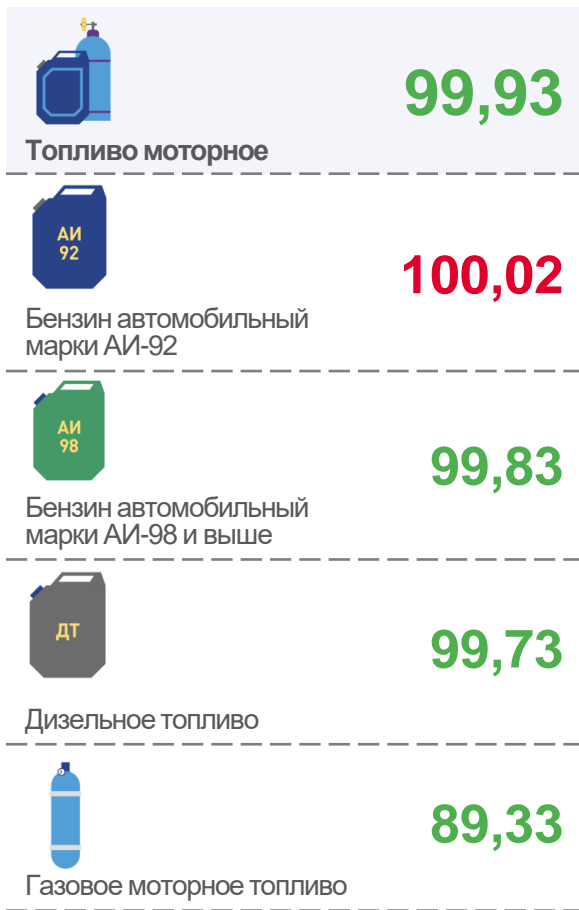 99,93
Топливо моторное
АИ
92
100,02
Бензин автомобильный
марки АИ-92
АИ
98
99,83
Бензин автомобильный
марки АИ-98 и выше
ДТ
99,73
Дизельное топливо
89,33
Газовое моторное топливо